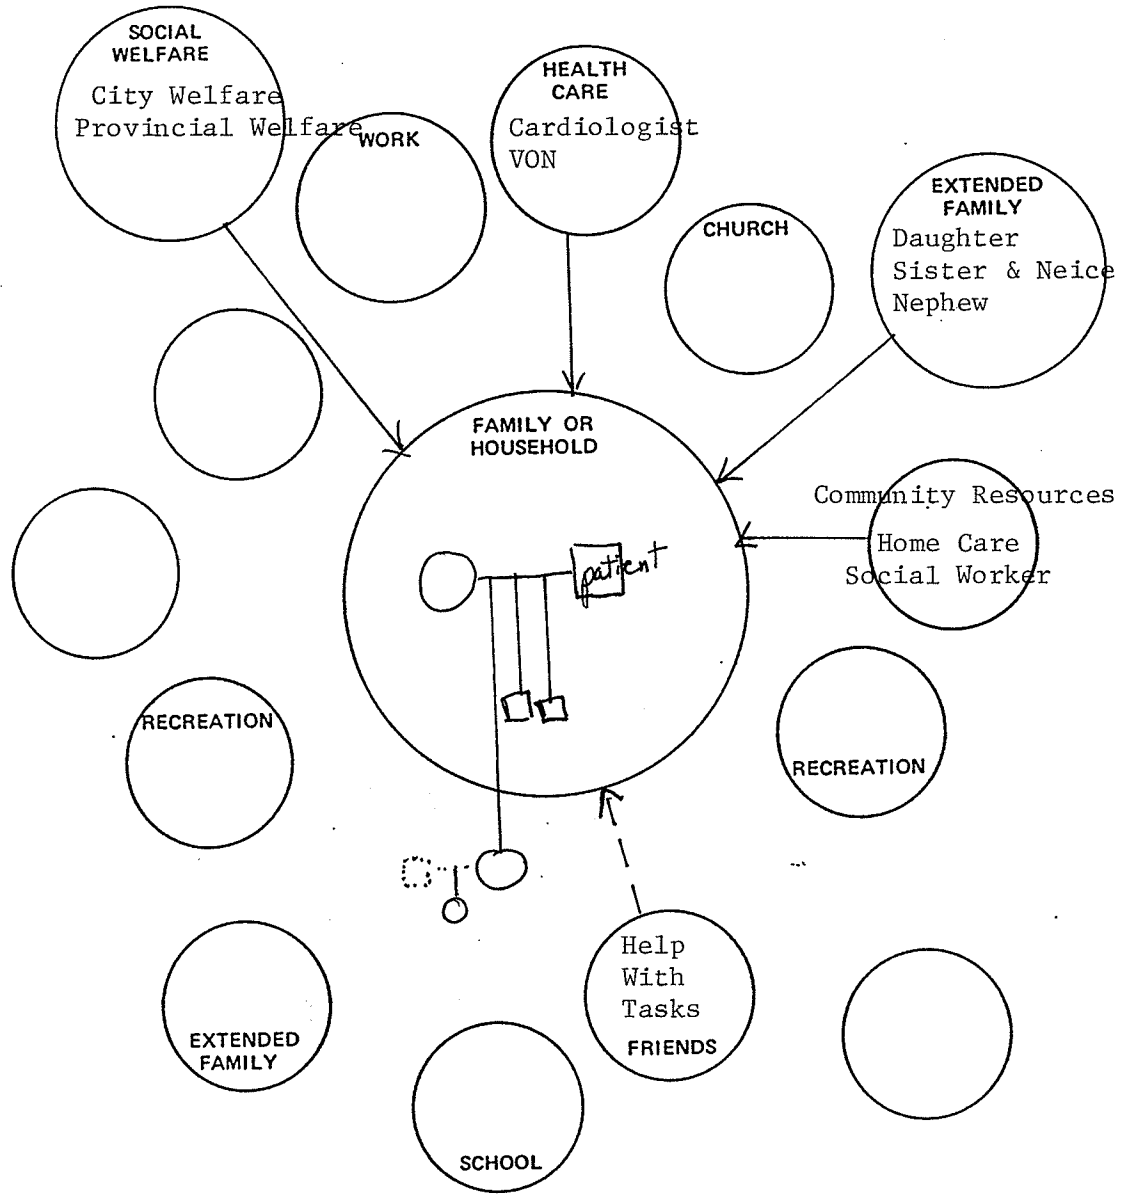 SOCIAL
WELFARE
City Welfare
Provincial Welfare
WORK
HEALTH
CARE
Cardiologist
VON
CHURCH
EXTENDED
FAMILY
Daughter
Sister & Neice
Nephew
FAMILY OR
HOUSEHOLD
patient
Community Resources
Home Care
Social Worker
RECREATION
RECREATION
EXTENDED
FAMILY
Help
With
Tasks
FRIENDS
SCHOOL